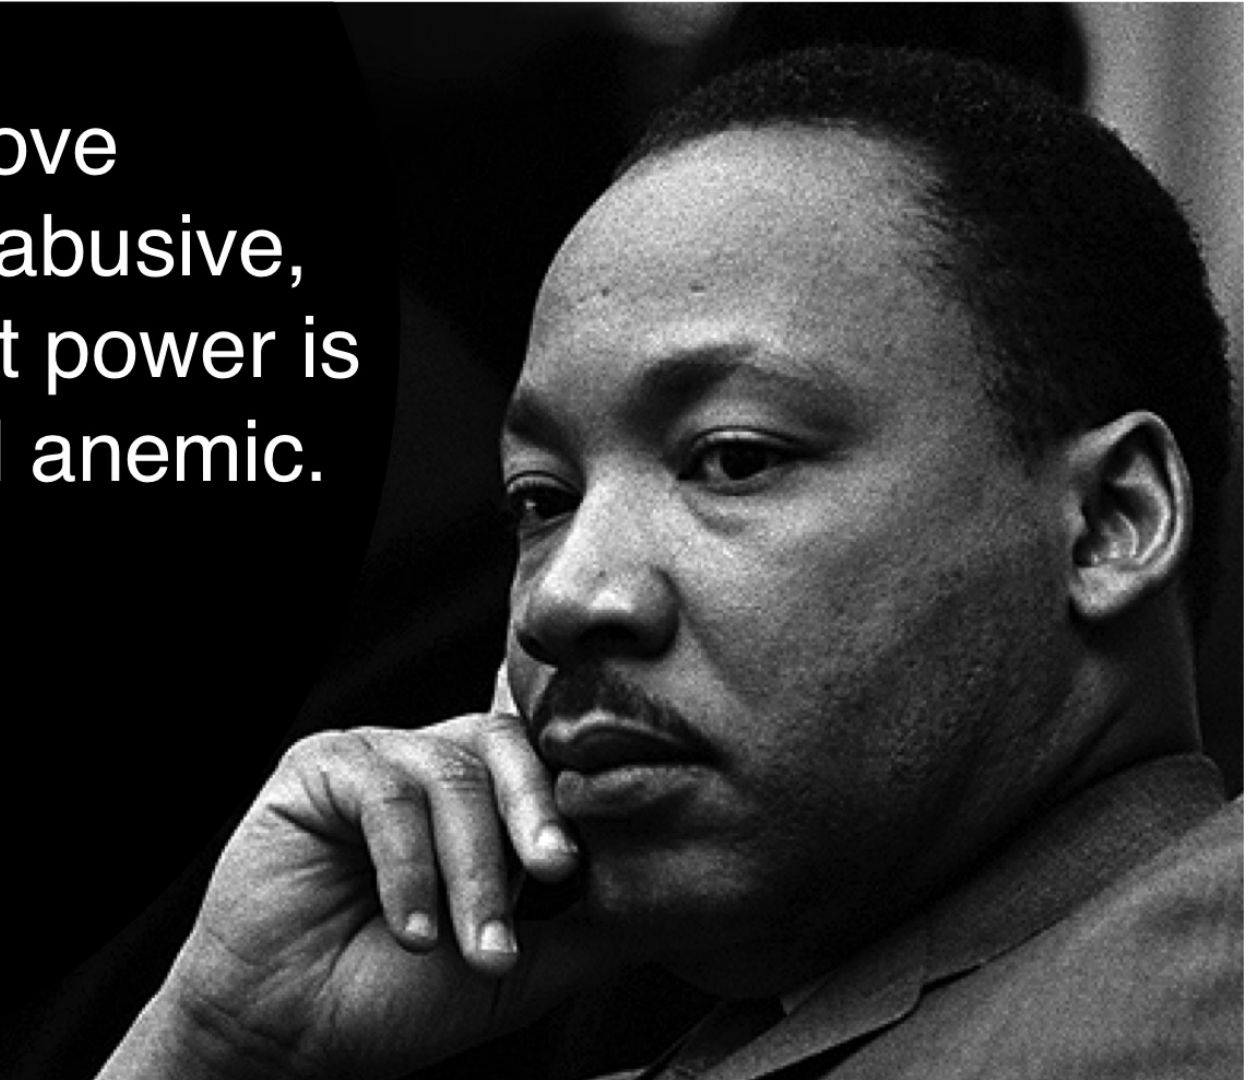 ove
abusive,
t power is
anemic.